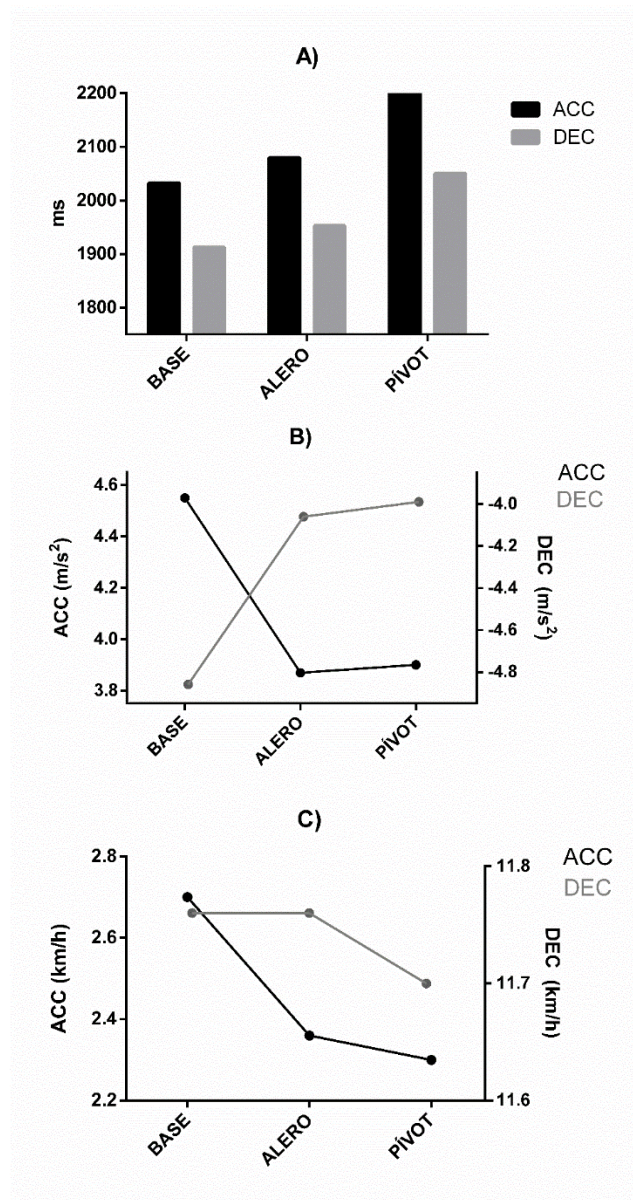 A)
2200
2100
2000
1900
1800
ms
ACC
DEC
BASE
ALERO
PÍVOT
B)
4.6
4.4
4.2
4.0
3.8
ACC (m/s²)
-4.0
-4.2
-4.4
-4.6
-4.8
DEC (m/s²)
ACC
DEC
BASE
ALERO
PÍVOT
C)
2.8
2.6
2.4
2.2
ACC (km/h)
11.8
11.7
11.6
DEC (km/h)
ACC
DEC
BASE
ALERO
PÍVOT